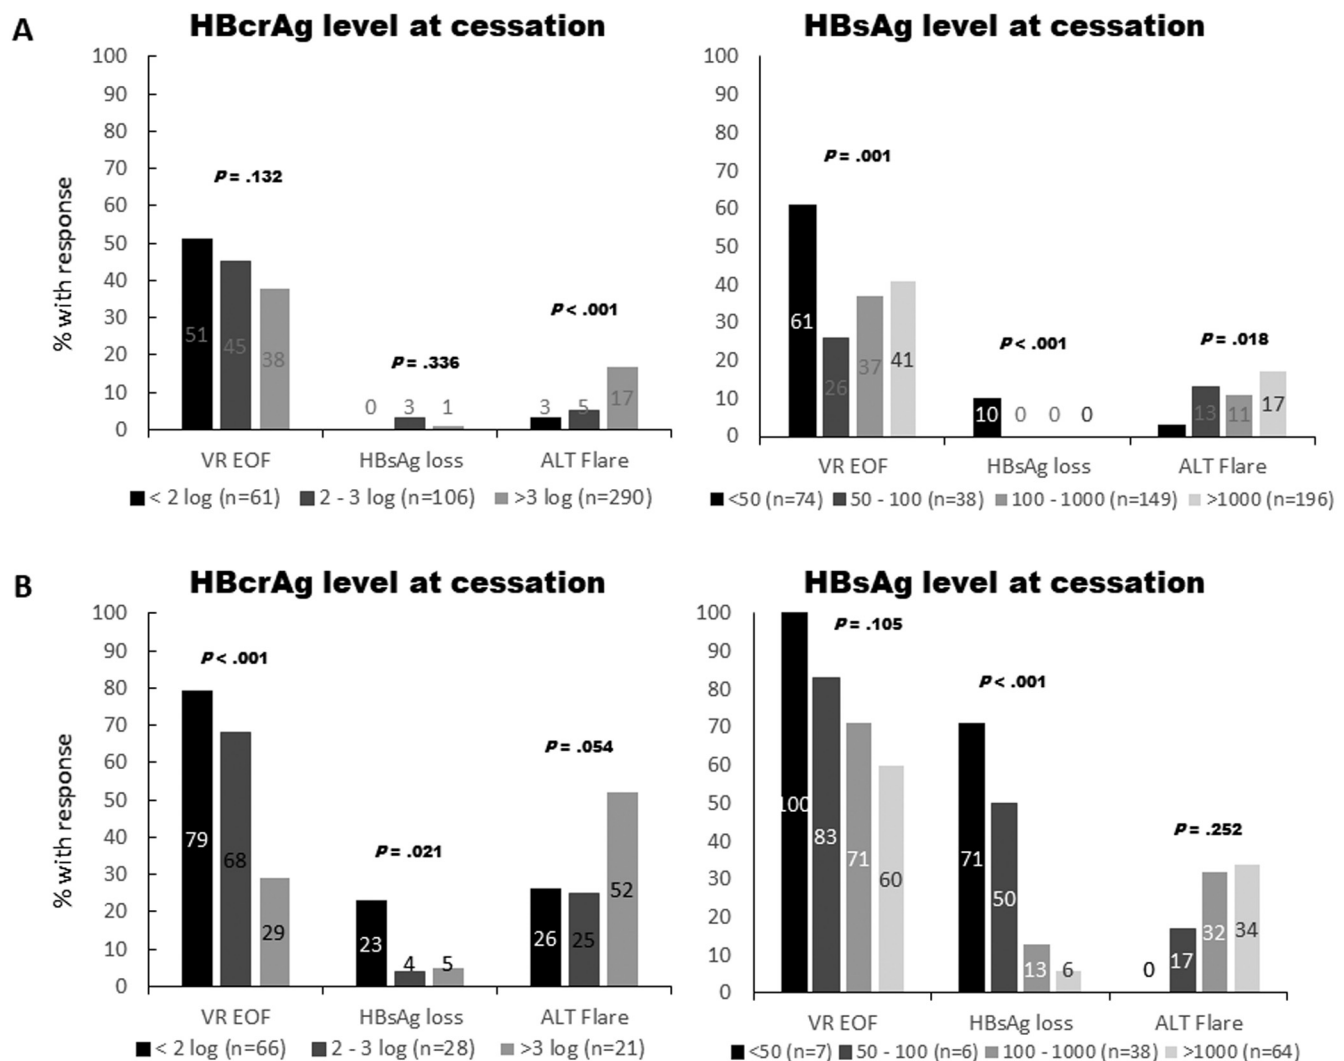 A
HBcrAg level at cessation
100
90
80
70
60
50
40
30
20
10
0
% with response
P = .132
P = .336
P < .001
51
45
38
0
3
1
3
5
17
VR EOF
HBsAg loss
ALT Flare
< 2 log (n=61)
2 - 3 log (n=106)
>3 log (n=290)
HBsAg level at cessation
100
90
80
70
60
50
40
30
20
10
0
P = .001
P < .001
P = .018
61
26
37
41
10
0
0
0
13
11
17
VR EOF
HBsAg loss
ALT Flare
<50 (n=74)
50 - 100 (n=38)
100 - 1000 (n=149)
>1000 (n=196)
B
HBcrAg level at cessation
100
90
80
70
60
50
40
30
20
10
0
% with response
P < .001
P = .021
P = .054
79
68
29
23
4
5
26
25
52
VR EOF
HBsAg loss
ALT Flare
< 2 log (n=66)
2 - 3 log (n=28)
>3 log (n=21)
HBsAg level at cessation
100
90
80
70
60
50
40
30
20
10
0
P = .105
P < .001
P = .252
100
83
71
60
71
50
13
6
0
17
32
34
VR EOF
HBsAg loss
ALT Flare
<50 (n=7)
50 - 100 (n=6)
100 - 1000 (n=38)
>1000 (n=64)